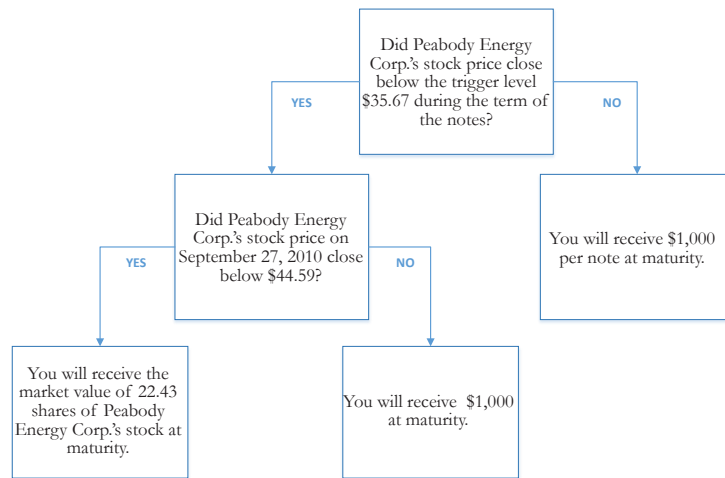 Did Peabody Energy
Corp.'s stock price close
below the trigger level
$35.67 during the term of
the notes?
YES
NO
Did Peabody Energy
Corp.'s stock price on
September 27, 2010 close
below $44.59?
You will receive $1,000
per note at maturity.
YES
NO
You will receive the
market value of 22.43
shares of Peabody
Energy Corp.'s stock at
maturity.
You will receive $1,000
at maturity.